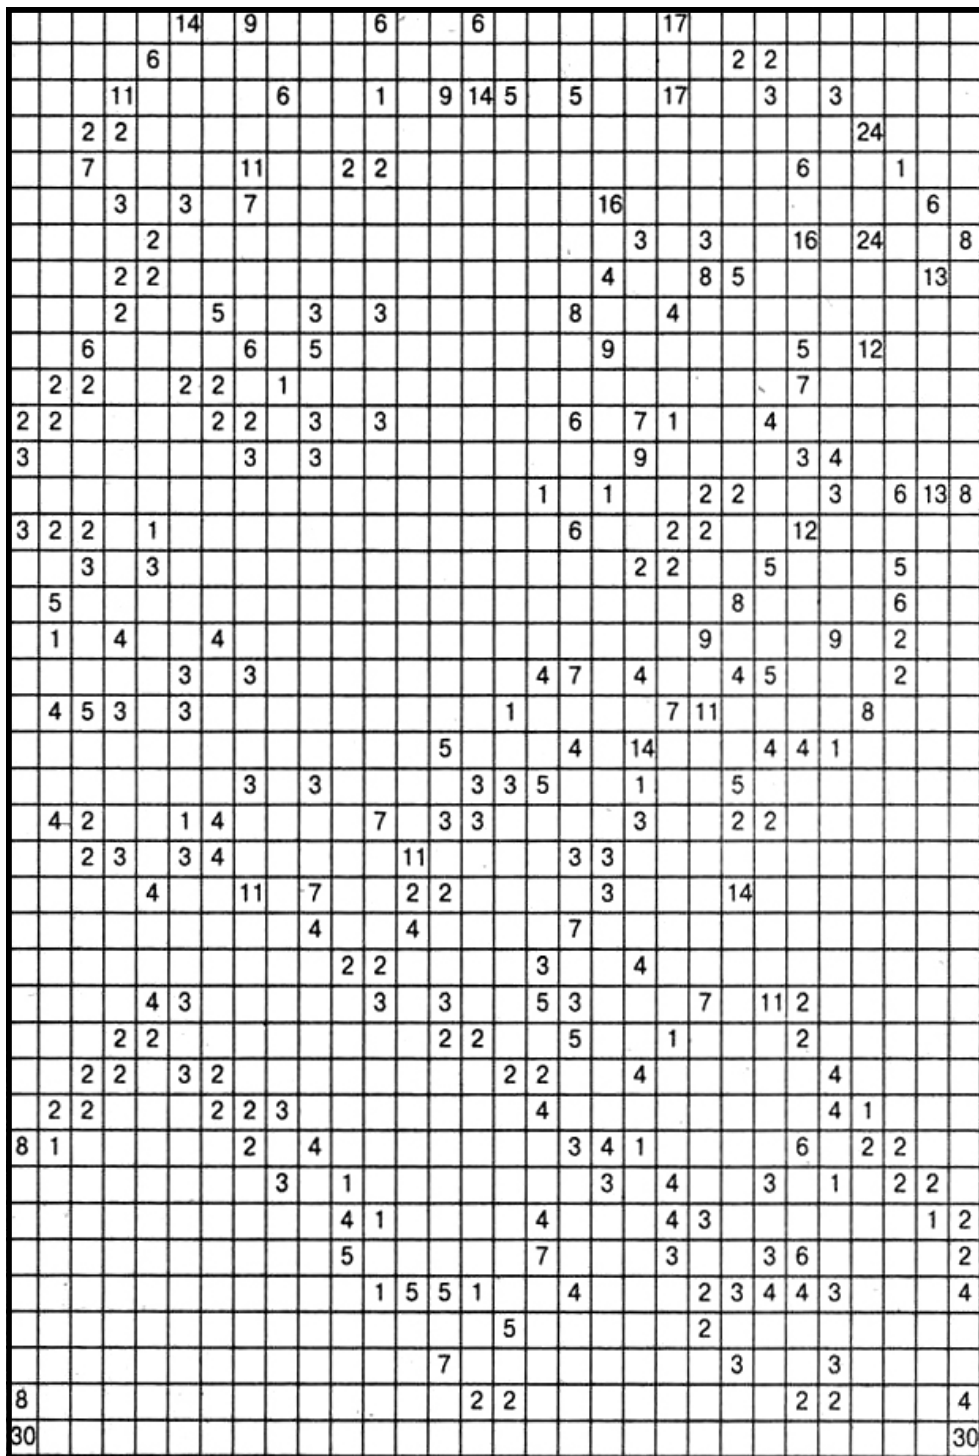 14 9 6 6 17
6 2 2
11 6 1 9 14 5 5 17 3 3
2 2 24
7 11 2 2 6 1
3 3 7 16 6
2 3 3 16 24 8
2 2 4 8 5 13
2 5 3 3 8 4
6 6 5 9 5 12
2 2 2 2 1 7
2 2 2 2 3 3 6 7 1 4
3 3 3 9 3 4
1 1 2 2 3 6 13 8
3 2 2 1 6 2 2 12
3 3 2 2 5 5
5 8 6
1 4 4 9 9 2
3 3 4 7 4 4 5 2
4 5 3 3 1 7 11 8
5 4 14 4 4 1
3 3 3 3 5 1 5
4 2 1 4 7 3 3 3 2 2
2 3 3 4 11 3 3
4 11 7 2 2 3 14
4 4 7
2 2 3 4
4 3 3 3 5 3 7 11 2
2 2 2 2 5 1 2
2 2 3 2 2 2 4 4
2 2 2 2 3 4 4 1
8 1 2 4 3 4 1 6 2 2
3 1 3 4 3 1 2 2
4 1 4 4 3 1 2
5 7 3 3 6 2
1 5 5 1 4 2 3 4 4 3 4
5 2
7 3 3
8 2 2 2 2 4
30 30